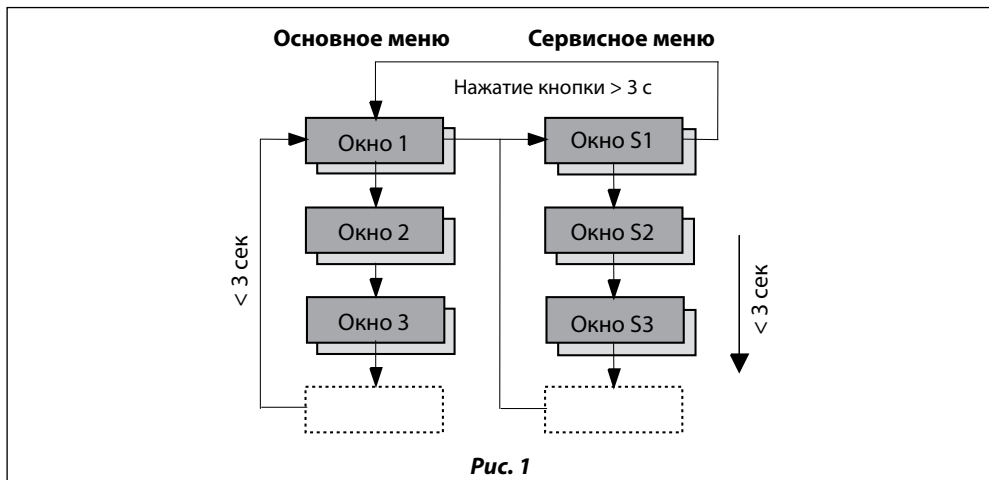 Основное меню
Сервисное меню
Нажатие кнопки > 3 с
Окно 1
Окно S1
Окно 2
Окно S2
< 3 сек
< 3 сек
Окно 3
Окно S3
Рис. 1